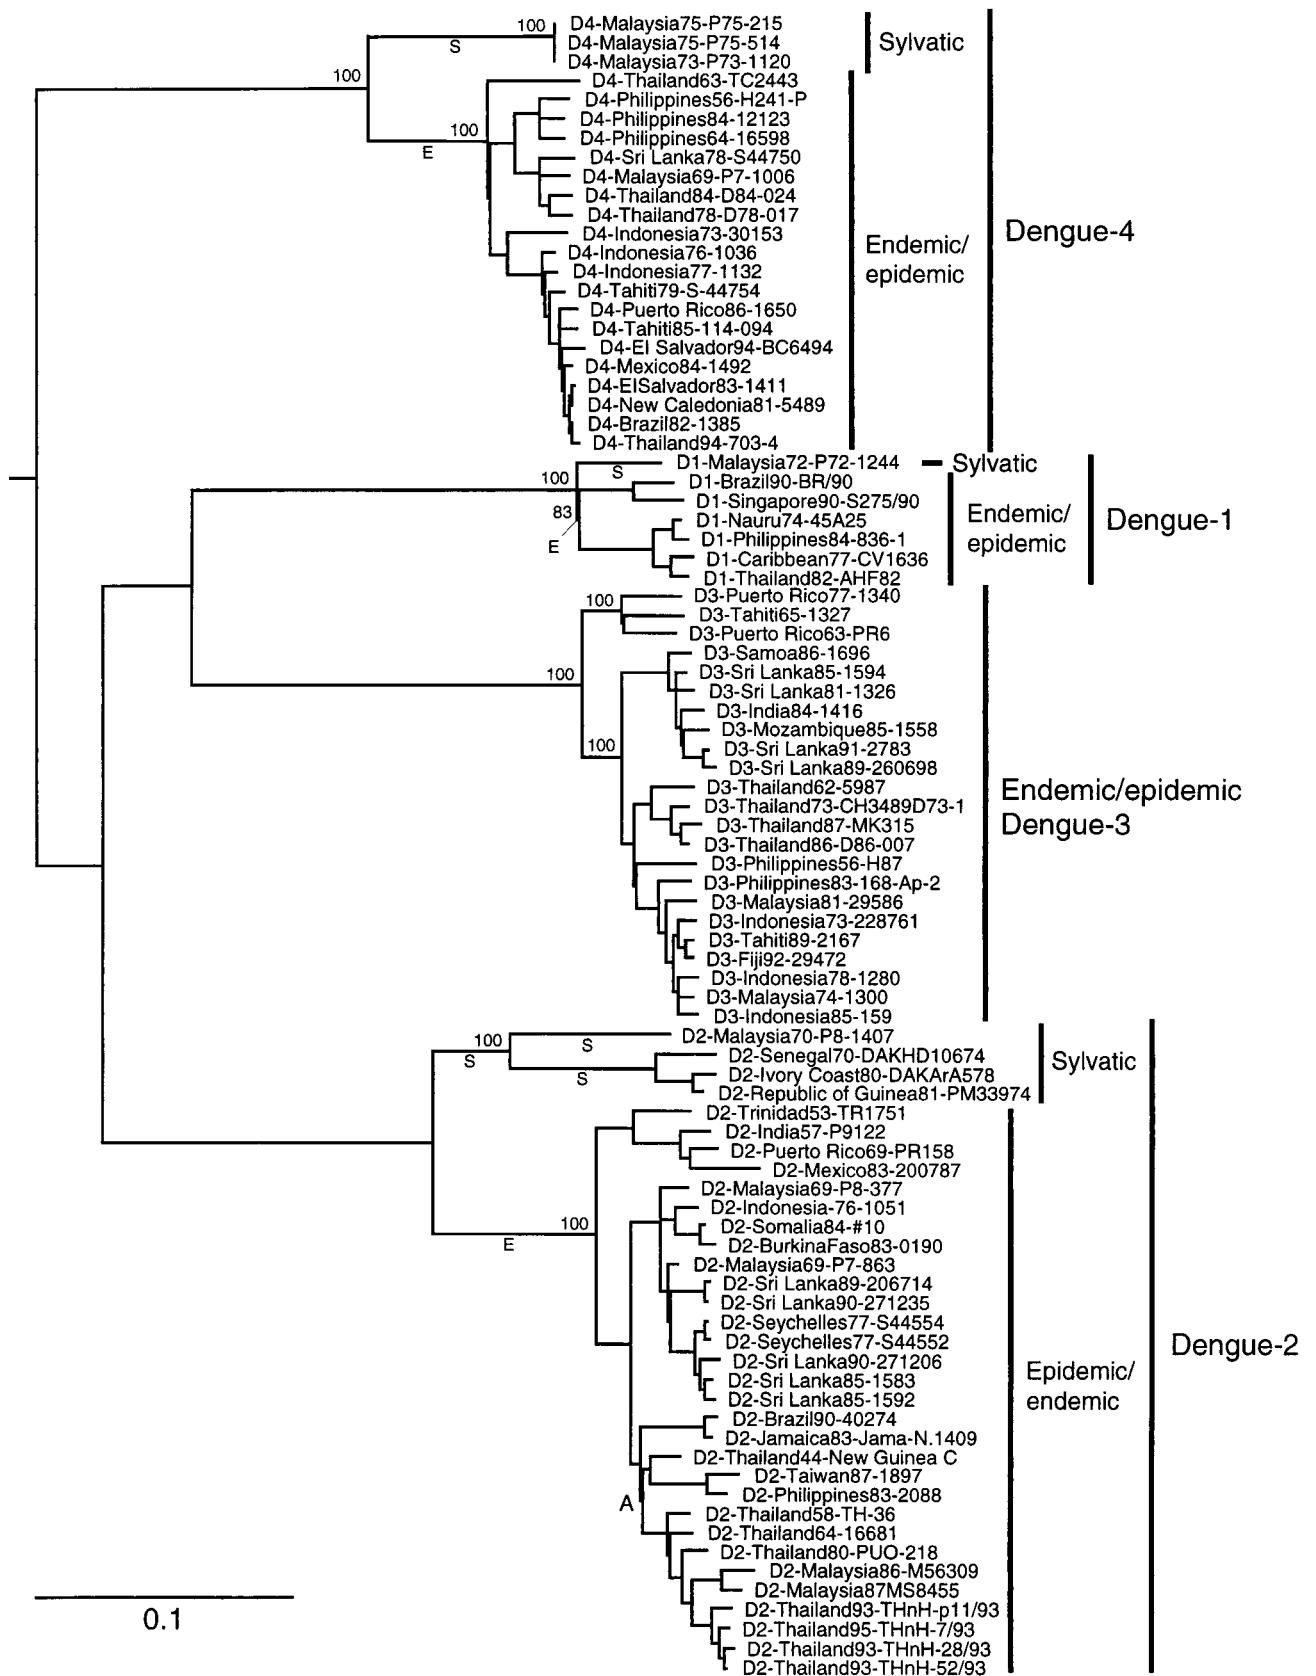 100
D4-Malaysia75-P75-215
S
D4-Malaysia75-P75-514
Sylvatic
D4-Malaysia73-P73-1120
100
D4-Thailand63-TC2443
D4-Philippines56-H241-P
D4-Philippines84-12123
100
D4-Philippines64-16598
E
D4-Sri Lanka78-S44750
D4-Malaysia69-P7-1006
D4-Thailand84-D84-024
D4-Thailand78-D78-017
Dengue-4
D4-Indonesia73-30153
Endemic/
epidemic
D4-Indonesia76-1036
D4-Indonesia77-1132
D4-Tahiti79-S-44754
D4-Puerto Rico86-1650
D4-Tahiti85-114-094
D4-El Salvador94-BC6494
D4-Mexico84-1492
D4-ElSalvador83-1411
D4-New Caledonia81-5489
D4-Brazil82-1385
D4-Thailand94-703-4
D1-Malaysia72-P72-1244
Sylvatic
100
S
D1-Brazil90-BR/90
D1-Singapore90-S275/90
83
E
D1-Nauru74-45A25
Endemic/
epidemic
Dengue-1
D1-Philippines84-836-1
D1-Caribbean77-CV1636
D1-Thailand82-AHF82
100
D3-Puerto Rico77-1340
D3-Tahiti65-1327
D3-Puerto Rico63-PR6
D3-Samoa86-1696
100
D3-Sri Lanka85-1594
D3-Sri Lanka81-1326
D3-India84-1416
D3-Mozambique85-1558
100
D3-Sri Lanka91-2783
D3-Sri Lanka89-260698
D3-Thailand62-5987
Endemic/epidemic
Dengue-3
D3-Thailand73-CH3489D73-1
D3-Thailand87-MK315
D3-Thailand86-D86-007
D3-Philippines56-H87
D3-Philippines83-168-Ap-2
D3-Malaysia81-29586
D3-Indonesia73-228761
D3-Tahiti89-2167
D3-Fiji92-29472
D3-Indonesia78-1280
D3-Malaysia74-1300
D3-Indonesia85-159
100
S
S
D2-Malaysia70-P8-1407
D2-Senegal70-DAKHD10674
Sylvatic
S
D2-Ivory Coast80-DAKArA578
D2-Republic of Guinea81-PM33974
D2-Trinidad53-TR1751
D2-India57-P9122
D2-Puerto Rico69-PR158
D2-Mexico83-200787
D2-Malaysia69-P8-377
D2-Indonesia-76-1051
100
E
D2-Somalia84-#10
D2-BurkinaFaso83-0190
D2-Malaysia69-P7-863
D2-Sri Lanka89-206714
D2-Sri Lanka90-271235
D2-Seychelles77-S44554
D2-Seychelles77-S44552
Dengue-2
D2-Sri Lanka90-271206
Epidemic/
endemic
D2-Sri Lanka85-1583
D2-Sri Lanka85-1592
D2-Brazil90-40274
D2-Jamaica83-Jama-N.1409
D2-Thailand44-New Guinea C
D2-Taiwan87-1897
D2-Philippines83-2088
A
D2-Thailand58-TH-36
D2-Thailand64-16681
D2-Thailand80-PUO-218
D2-Malaysia86-M56309
D2-Malaysia87MS8455
D2-Thailand93-THnH-p11/93
D2-Thailand95-THnH-7/93
D2-Thailand93-THnH-28/93
D2-Thailand93-THnH-52/93
0.1